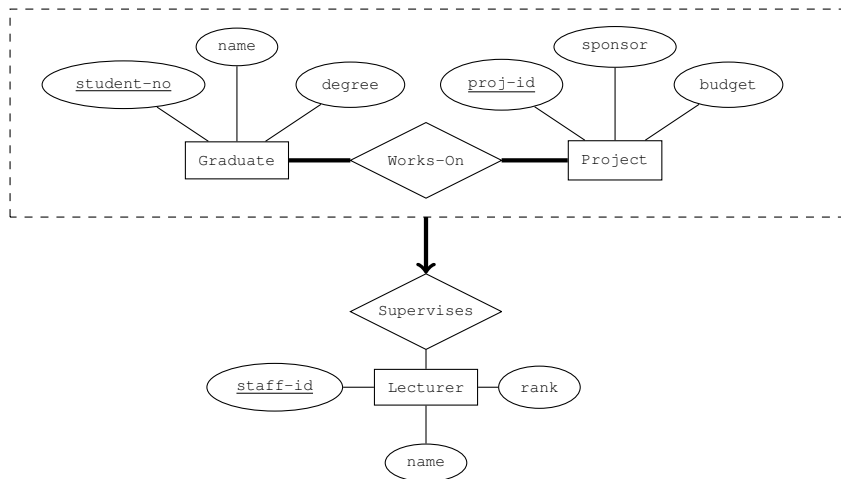 name
sponsor
student-no
degree
proj-id
budget
Graduate
Works-On
Project
Supervises
staff-id
Lecturer
rank
name